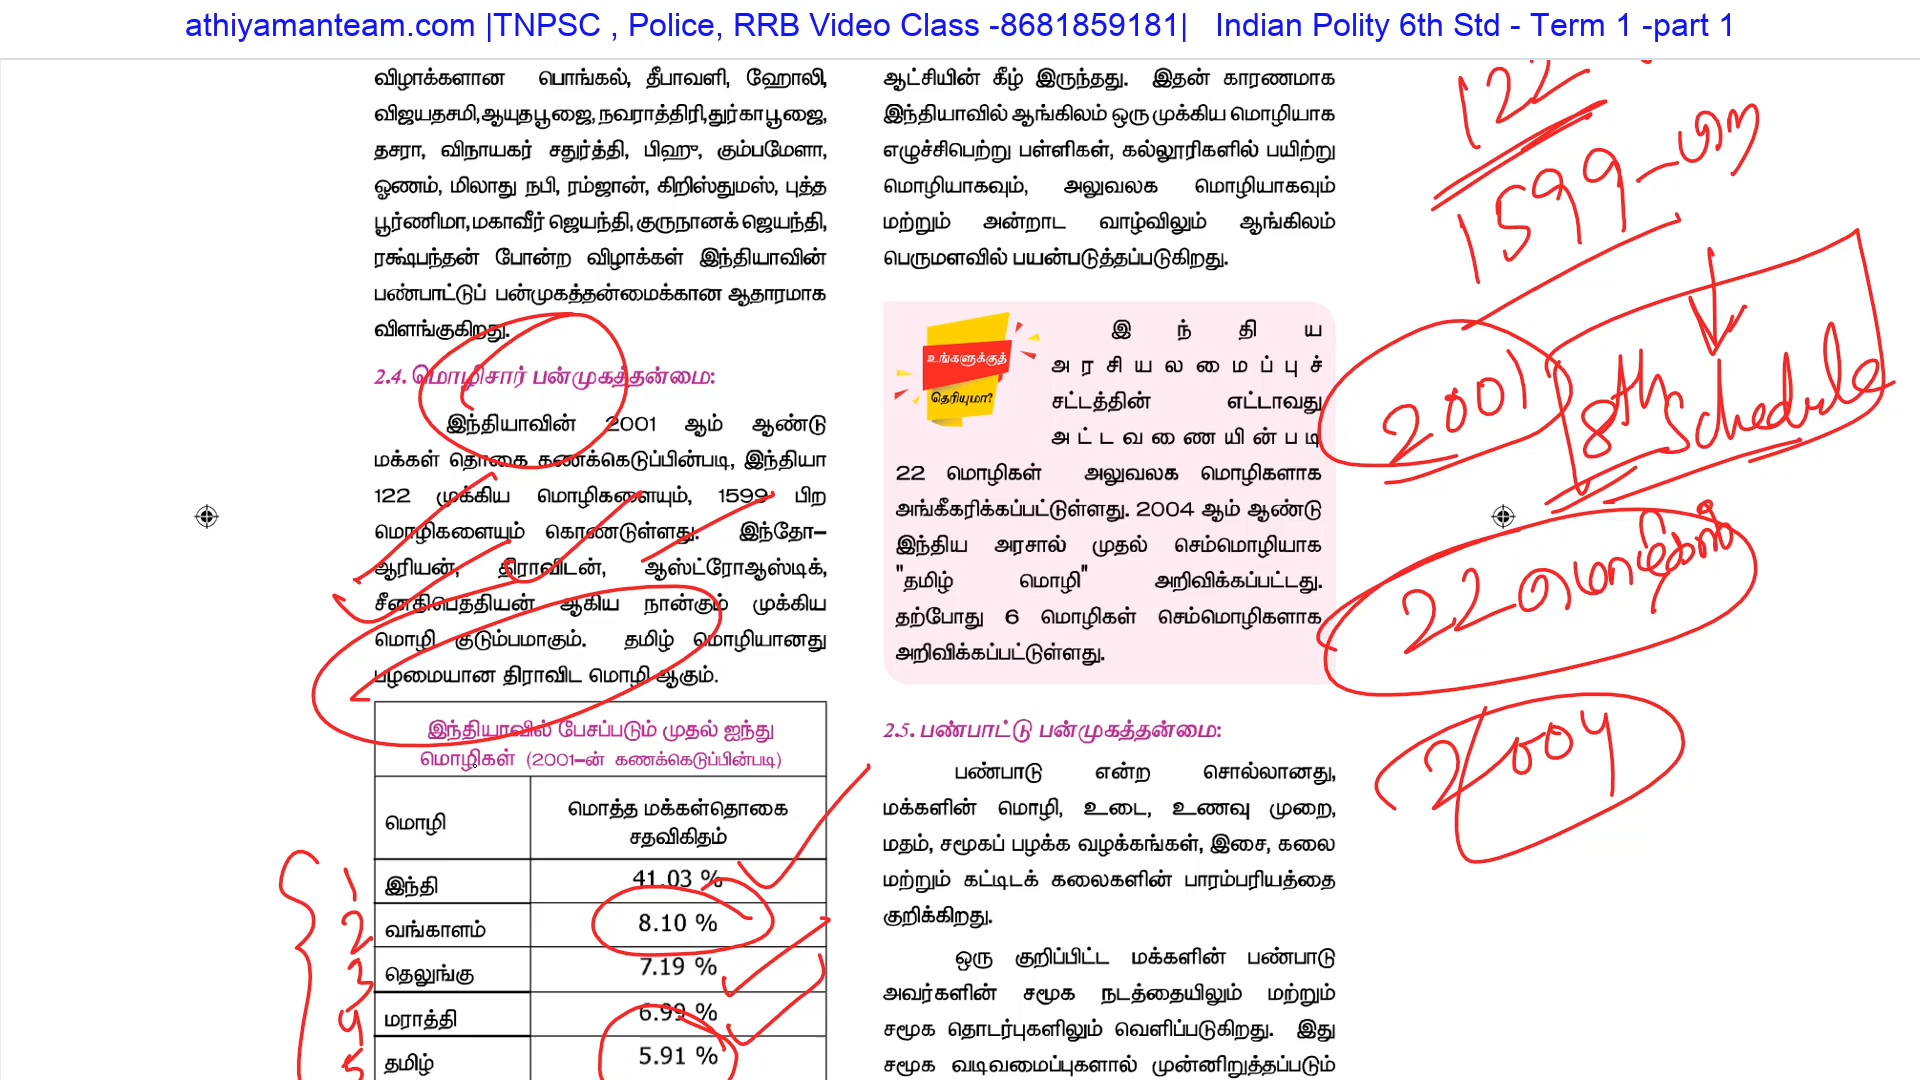 athiyamanteam.com |TNPSC , Police, RRB Video Class -8681859181|   Indian Polity 6th Std - Term 1 -part 1
விழாக்களான பொங்கல், தீபாவளி, ஹோலி,
விஜயதசமி,ஆயுதபூஜை, நவராத்திரி,துர்காபூஜை,
தசரா, விநாயகர் சதுர்த்தி, பிஹு, கும்பமேளா,
ஓணம், மிலாது நபி, ரம்ஜான், கிறிஸ்துமஸ், புத்த
பூர்ணிமா,மகாவீர் ஜெயந்தி,குருநானக் ஜெயந்தி,
ரக்ஷபந்தன் போன்ற விழாக்கள் இந்தியாவின்
பண்பாட்டுப் பன்முகத்தன்மைக்கான ஆதாரமாக
விளங்குகிறது.
2.4. மொழிசார் பன்முகத்தன்மை:
இந்தியாவின் 2001 ஆம் ஆண்டு
மக்கள் தொகை கணக்கெடுப்பின்படி, இந்தியா
122 முக்கிய மொழிகளையும், 1599 பிற
மொழிகளையும் கொண்டுள்ளது. இந்தோ–
ஆரியன், திராவிடன், ஆஸ்ட்ரோஆஸ்டிக்,
சீனதிபெத்தியன் ஆகிய நான்கும் முக்கிய
மொழி குடும்பமாகும். தமிழ் மொழியானது
பழமையான திராவிட மொழி ஆகும்.
இந்தியாவில் பேசப்படும் முதல் ஐந்து
மொழிகள் (2001–ன் கணக்கெடுப்பின்படி)
மொழி மொத்த மக்கள்தொகை
சதவிகிதம்
1 இந்தி 41.03 %
2 வங்காளம் 8.10 %
3 தெலுங்கு 7.19 %
4 மராத்தி 6.99 %
5 தமிழ் 5.91 %
ஆட்சியின் கீழ் இருந்தது. இதன் காரணமாக
இந்தியாவில் ஆங்கிலம் ஒரு முக்கிய மொழியாக
எழுச்சிபெற்று பள்ளிகள், கல்லூரிகளில் பயிற்று
மொழியாகவும், அலுவலக மொழியாகவும்
மற்றும் அன்றாட வாழ்விலும் ஆங்கிலம்
பெருமளவில் பயன்படுத்தப்படுகிறது.
உங்களுக்குத்
தெரியுமா?
இந்திய
அரசியலமைப்புச்
சட்டத்தின் எட்டாவது
அட்டவணையின்படி
22 மொழிகள் அலுவலக மொழிகளாக
அங்கீகரிக்கப்பட்டுள்ளது. 2004 ஆம் ஆண்டு
இந்திய அரசால் முதல் செம்மொழியாக
"தமிழ் மொழி" அறிவிக்கப்பட்டது.
தற்போது 6 மொழிகள் செம்மொழிகளாக
அறிவிக்கப்பட்டுள்ளது.
2.5. பண்பாட்டு பன்முகத்தன்மை:
பண்பாடு என்ற சொல்லானது,
மக்களின் மொழி, உடை, உணவு முறை,
மதம், சமூகப் பழக்க வழக்கங்கள், இசை, கலை
மற்றும் கட்டிடக் கலைகளின் பாரம்பரியத்தை
குறிக்கிறது.
ஒரு குறிப்பிட்ட மக்களின் பண்பாடு
அவர்களின் சமூக நடத்தையிலும் மற்றும்
சமூக தொடர்புகளிலும் வெளிப்படுகிறது. இது
சமூக வடிவமைப்புகளால் முன்னிறுத்தப்படும்
122
1599 – பிற
2001
8th
Schedule
22 மொழிகள்
2004